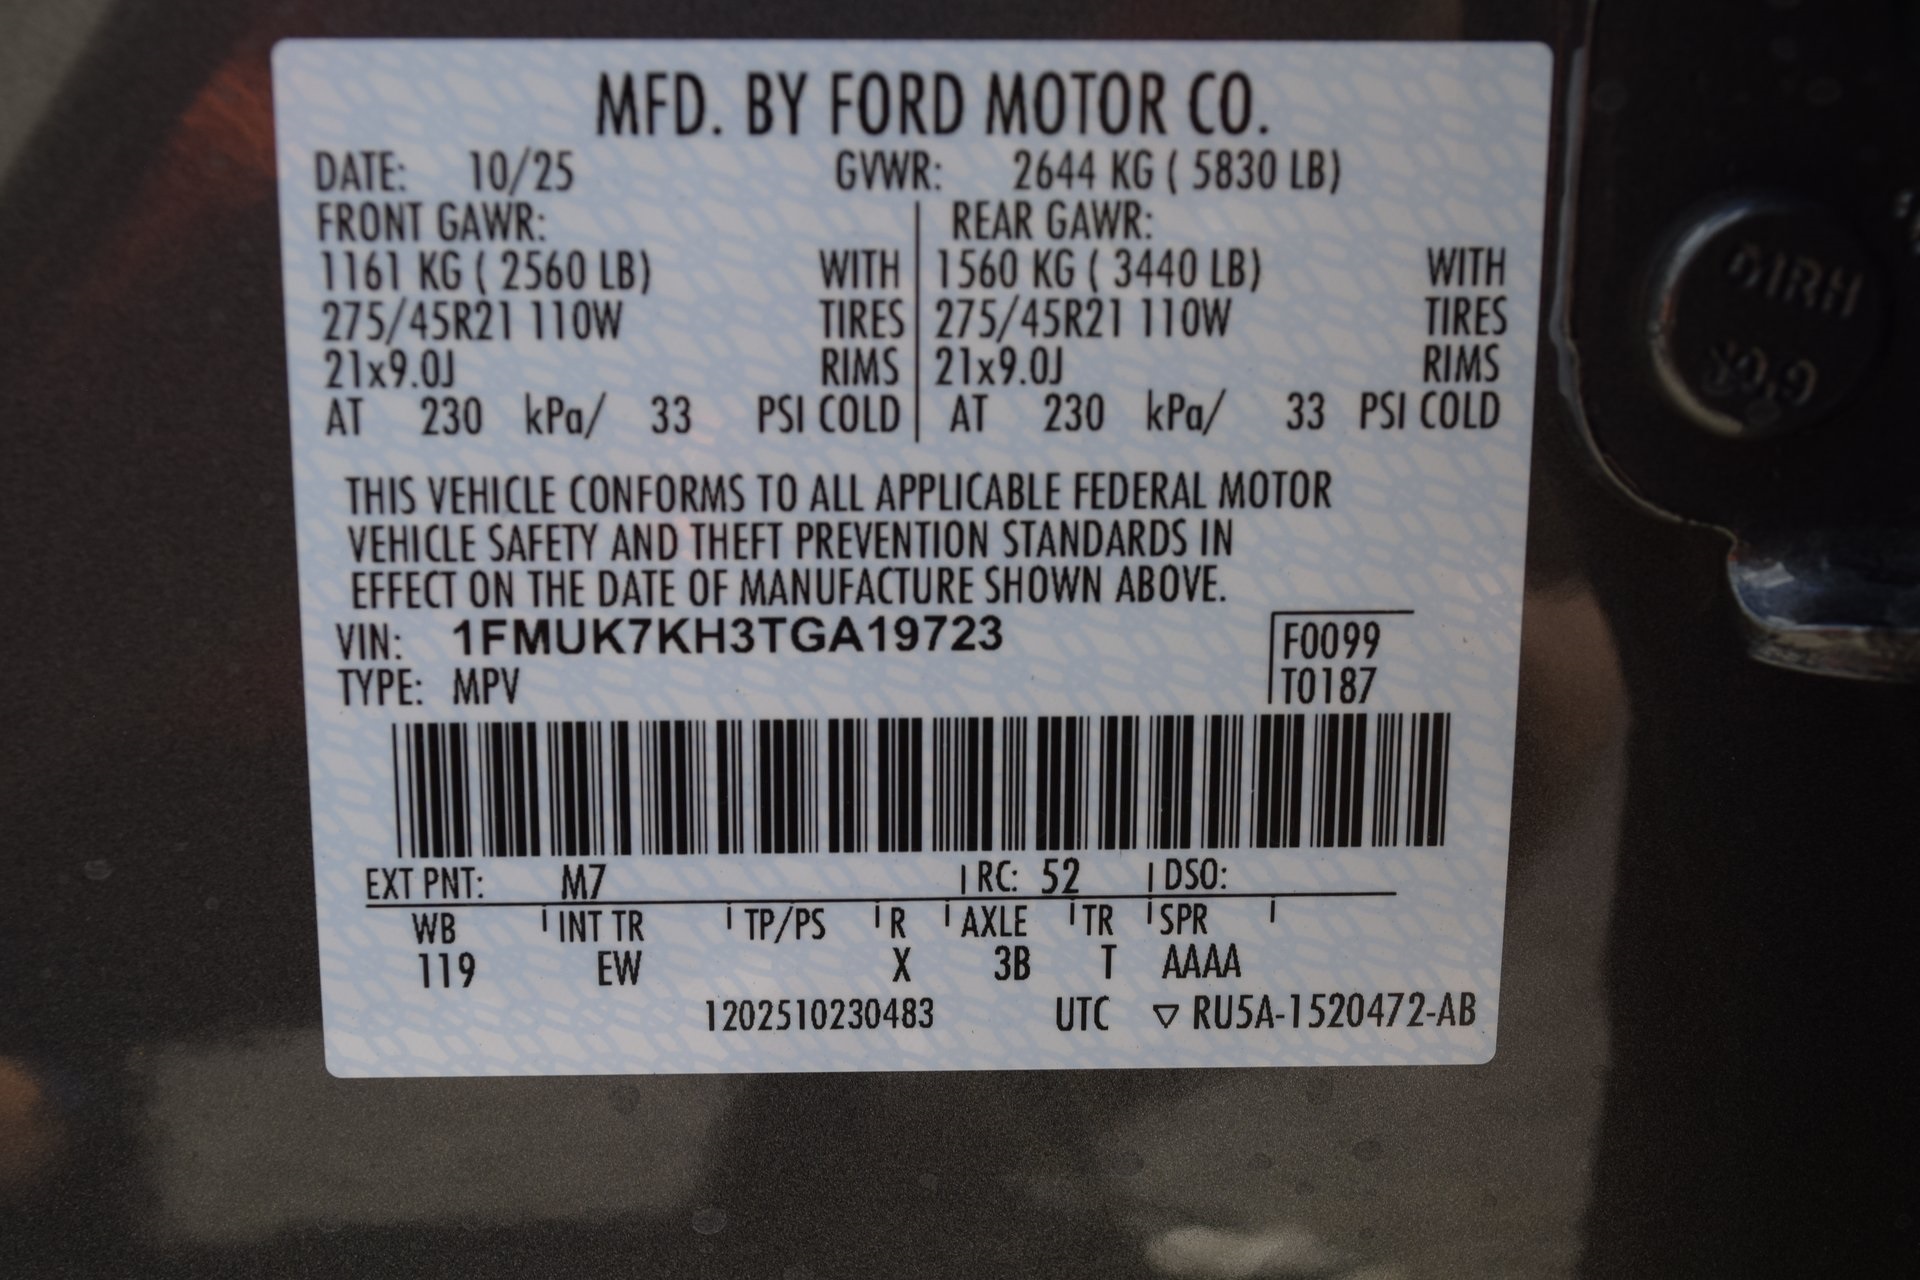 MFD. BY FORD MOTOR CO.
DATE: 10/25 GVWR: 2644 KG ( 5830 LB)
FRONT GAWR: REAR GAWR:
1161 KG ( 2560 LB) WITH 1560 KG ( 3440 LB) WITH
275/45R21 110W TIRES 275/45R21 110W TIRES
21x9.0J RIMS 21x9.0J RIMS
AT 230 kPa/ 33 PSI COLD AT 230 kPa/ 33 PSI COLD
THIS VEHICLE CONFORMS TO ALL APPLICABLE FEDERAL MOTOR
VEHICLE SAFETY AND THEFT PREVENTION STANDARDS IN
EFFECT ON THE DATE OF MANUFACTURE SHOWN ABOVE.
VIN: 1FMUK7KH3TGA19723 F0099
TYPE: MPV T0187
EXT PNT: M7 RC: 52 DSO:
WB INT TR TP/PS R AXLE TR SPR
119 EW X 3B T AAAA
1202510230483 UTC ▽ RU5A-1520472-AB